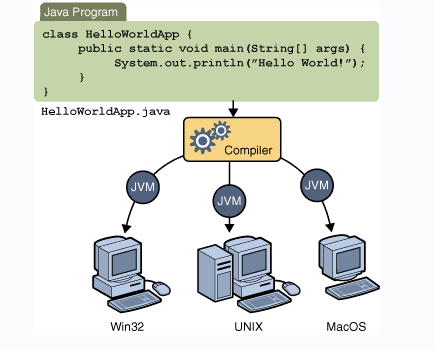 Java Program
class HelloWorldApp {
public static void main(String[] args) {
System.out.println("Hello World!");
}
}
HelloWorldApp.java
Compiler
JVM
JVM
JVM
Win32
UNIX
MacOS